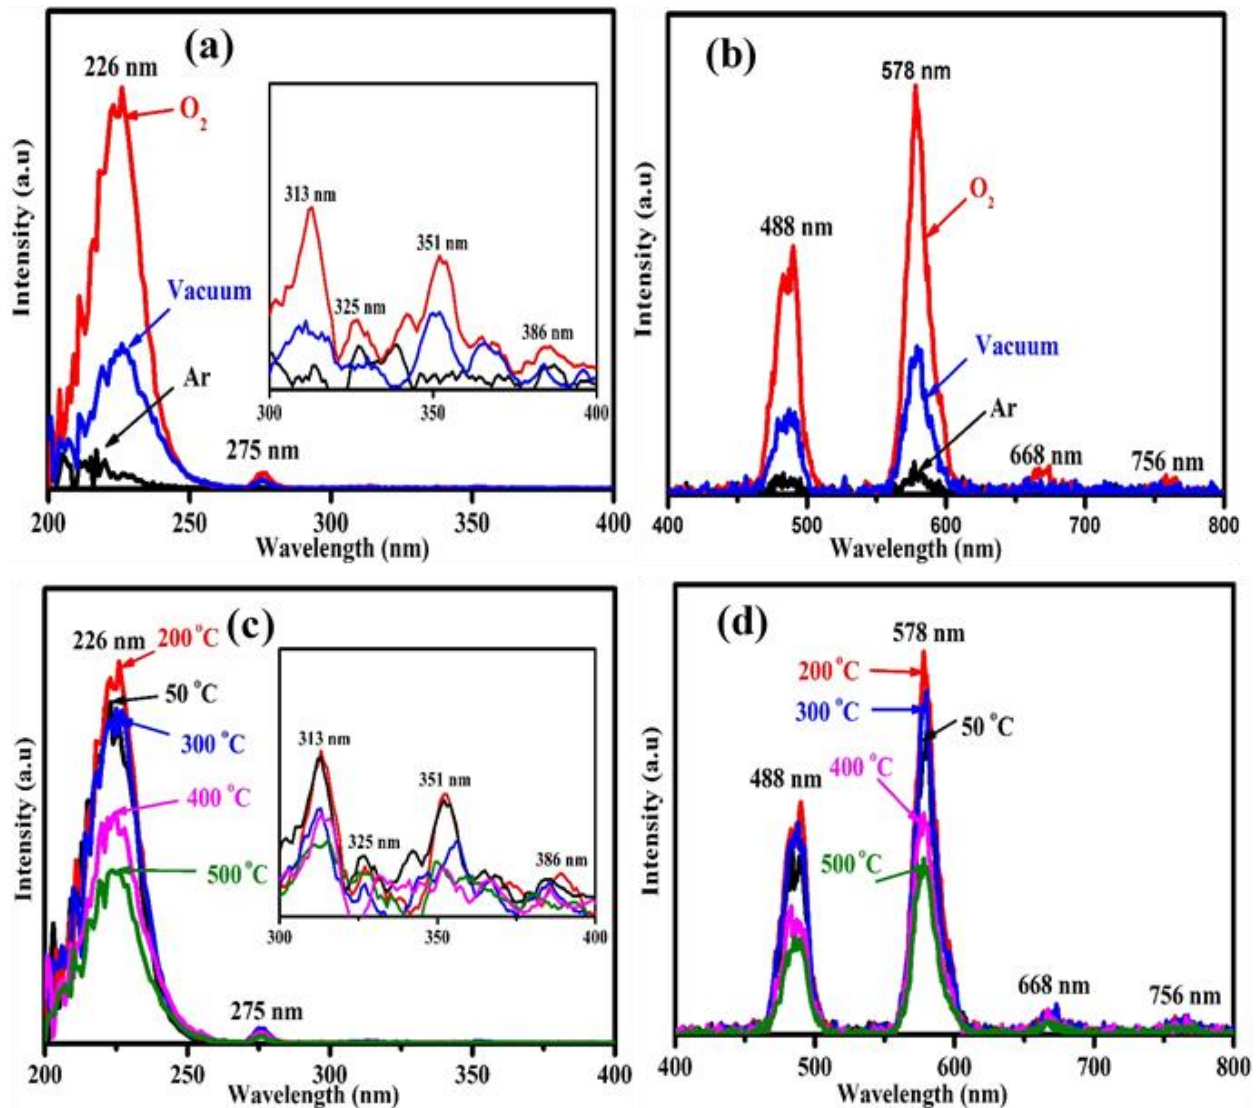 (a)
226 nm
O2
Vacuum
Ar
275 nm
313 nm
325 nm
351 nm
386 nm
300 350 400
200 250 300 350 400
Wavelength (nm)
Intensity (a.u)
(b)
578 nm
488 nm
O2
Vacuum
Ar
668 nm
756 nm
400 500 600 700 800
Wavelength (nm)
Intensity (a.u)
(c)
226 nm
200 °C
50 °C
300 °C
400 °C
500 °C
275 nm
313 nm
325 nm
351 nm
386 nm
300 350 400
200 250 300 350 400
Wavelength (nm)
Intensity (a.u)
(d)
578 nm
200 °C
300 °C
50 °C
400 °C
488 nm
500 °C
668 nm
756 nm
400 500 600 700 800
Wavelength (nm)
Intensity (a.u)